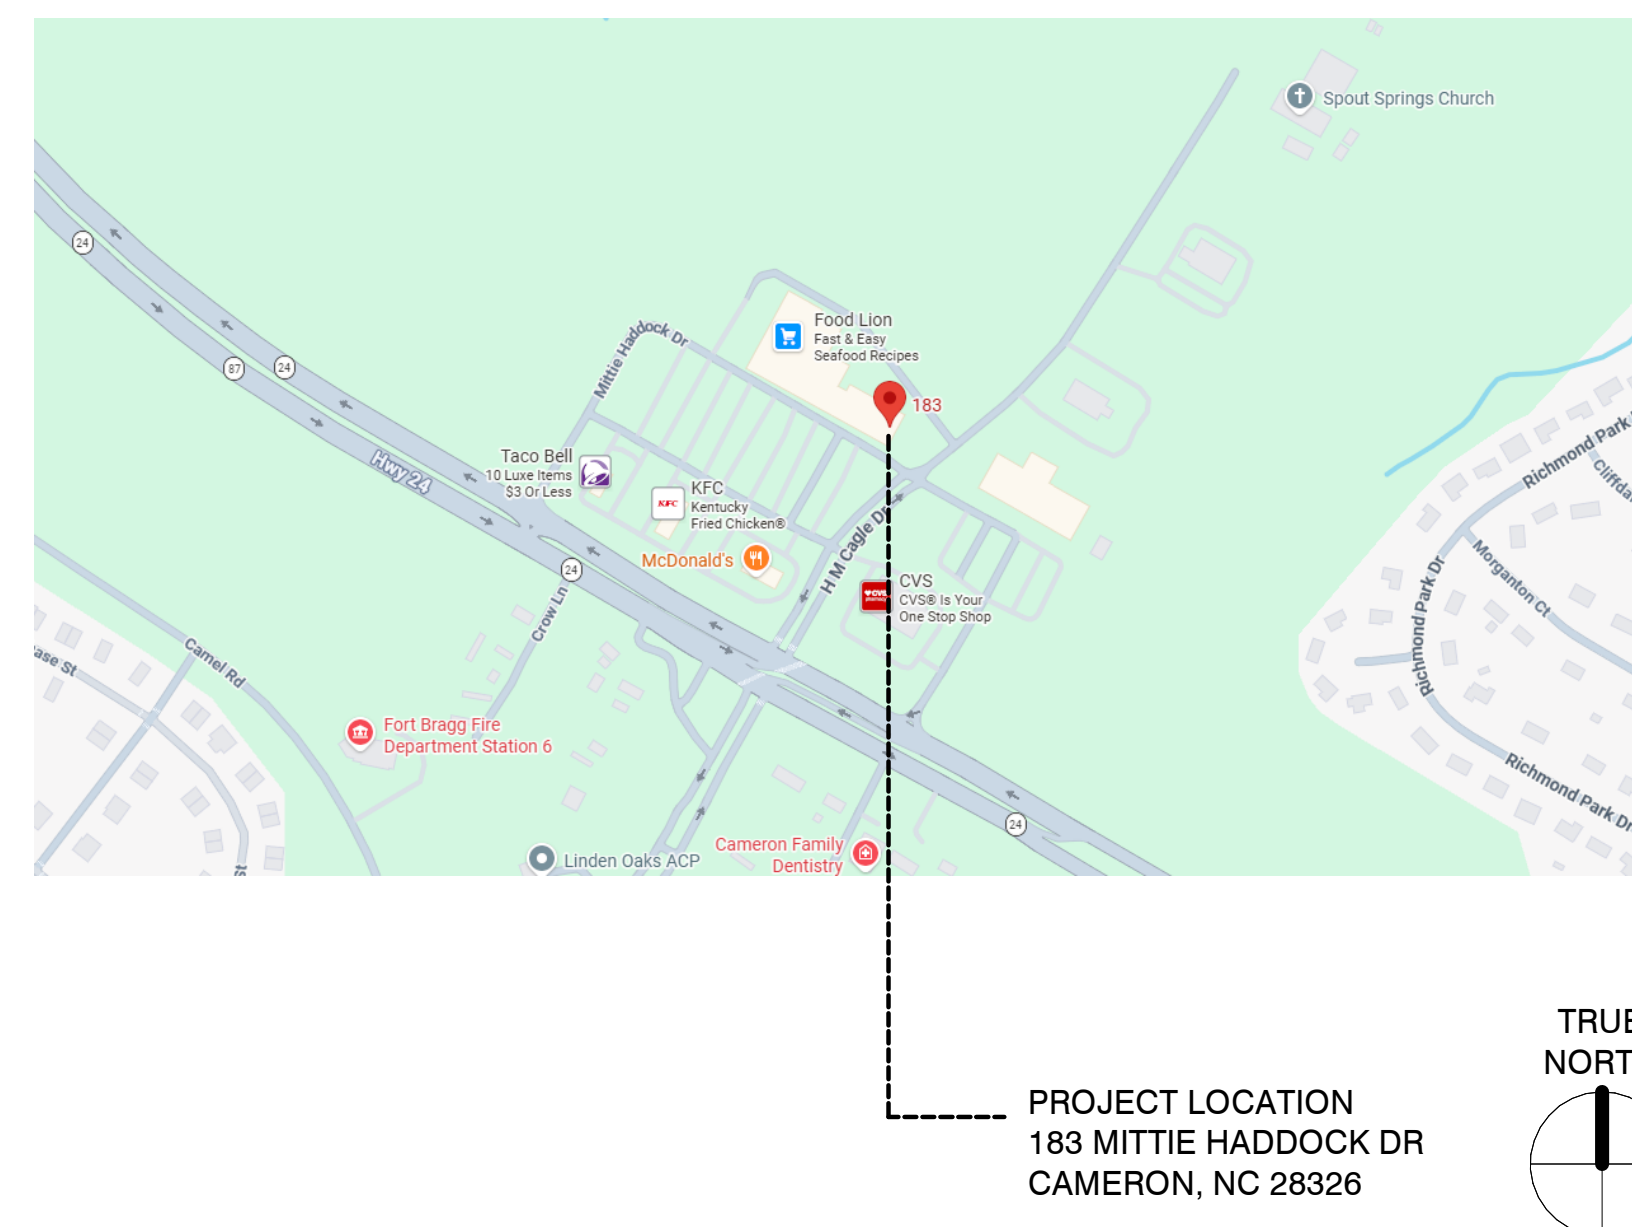 Spout Springs Church
24
Food Lion
Fast & Easy
Seafood Recipes
Mittie Haddock Dr
87
24
183
Richmond Park
Taco Bell
10 Luxe Items
$3 Or Less
Hwy 24
KFC
KFC
Kentucky
Fried Chicken®
H M Cagle Dr
McDonald's
24
CVS
CVS® Is Your
One Stop Shop
CVS
pharmacy
Crow Ln
Morganton Ct
Richmond Park Dr
Camel Rd
Fort Bragg Fire
Department Station 6
Richmond Park Dr
24
Cameron Family
Dentistry
Linden Oaks ACP
TRUE
NORT
PROJECT LOCATION
183 MITTIE HADDOCK DR
CAMERON, NC 28326